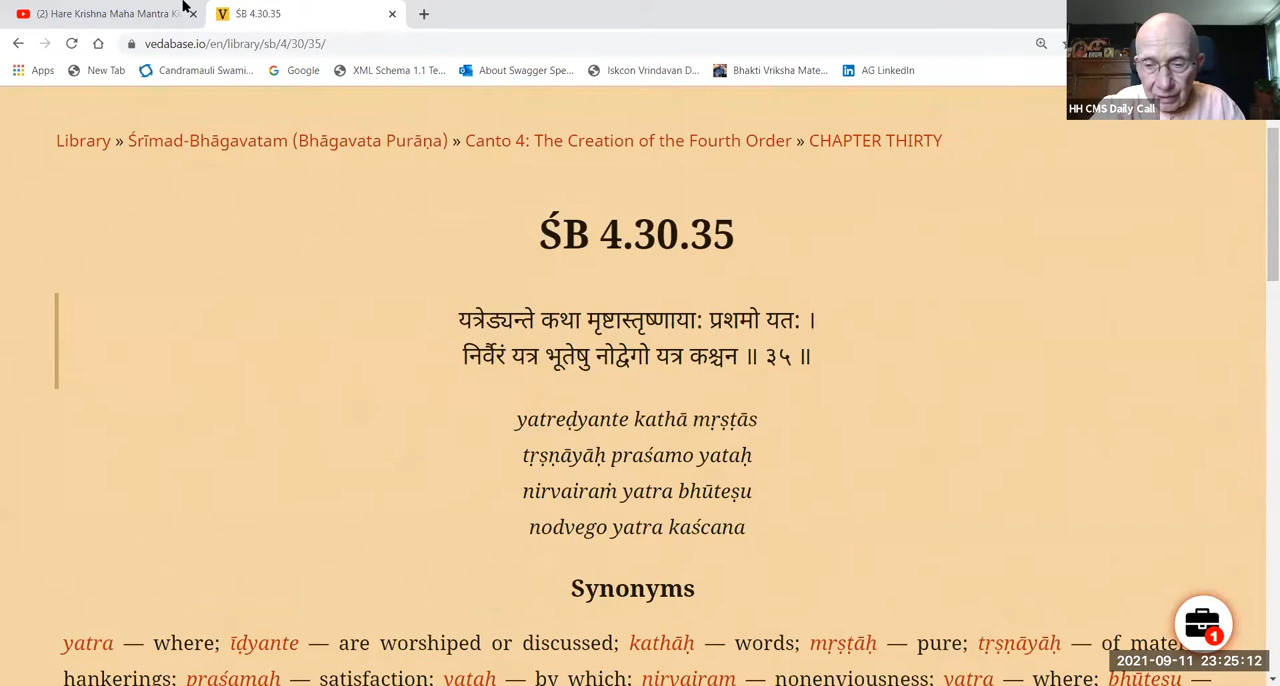 (2) Hare Krishna Maha Mantra Ki
ŚB 4.30.35
vedabase.io/en/library/sb/4/30/35/
Apps
New Tab
Candramauli Swami...
Google
XML Schema 1.1 Te...
About Swagger Spe...
Iskcon Vrindavan D...
Bhakti Vriksha Mate...
AG LinkedIn
HH CMS Daily Call
Library » Śrīmad-Bhāgavatam (Bhāgavata Purāṇa) » Canto 4: The Creation of the Fourth Order » CHAPTER THIRTY
ŚB 4.30.35
यत्रेड्यन्ते कथा मृष्टास्तृष्णाया: प्रशमो यत: ।
निर्वैरं यत्र भूतेषु नोद्वेगो यत्र कश्चन ॥ ३५ ॥
yatreḍyante kathā mṛṣṭās
tṛṣṇāyāḥ praśamo yataḥ
nirvairaṁ yatra bhūteṣu
nodvego yatra kaścana
Synonyms
yatra — where; īḍyante — are worshiped or discussed; kathāḥ — words; mṛṣṭāḥ — pure; tṛṣṇāyāḥ — of mate
hankerings; praśamaḥ — satisfaction; yataḥ — by which; nirvairam — nonenviousness; yatra — where; bhūteṣu —
1
2021-09-11 23:25:12